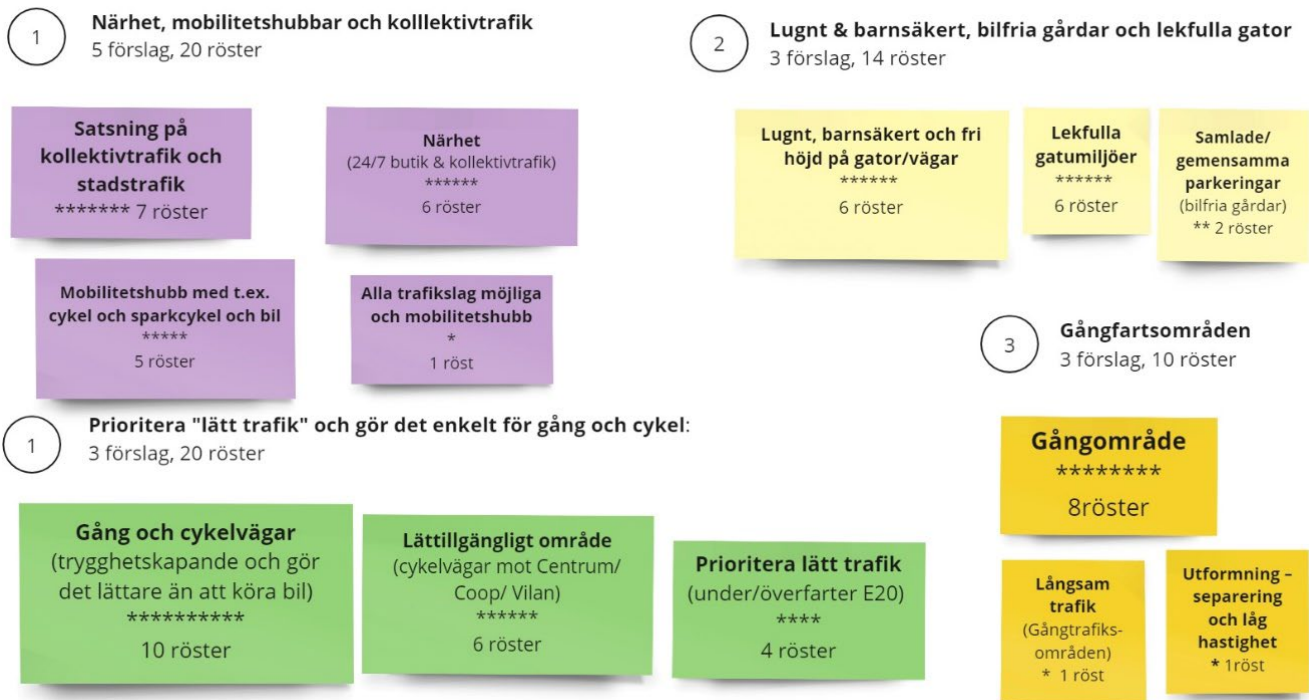 1
Närhet, mobilitetshubbar och kolllektivtrafik
5 förslag, 20 röster
Satsning på
kollektivtrafik och
stadstrafik
******* 7 röster
Närhet
(24/7 butik & kollektivtrafik)
******
6 röster
Mobilitetshubb med t.ex.
cykel och sparkcykel och bil
*****
5 röster
Alla trafikslag möjliga
och mobilitetshubb
*
1 röst
2
Lugnt & barnsäkert, bilfria gårdar och lekfulla gator
3 förslag, 14 röster
Lugnt, barnsäkert och fri
höjd på gator/vägar
******
6 röster
Lekfulla
gatumiljöer
******
6 röster
Samlade/
gemensamma
parkeringar
(bilfria gårdar)
** 2 röster
1
Prioritera "lätt trafik" och gör det enkelt för gång och cykel:
3 förslag, 20 röster
Gång och cykelvägar
(trygghetskapande och gör
det lättare än att köra bil)
**********
10 röster
Lättillgängligt område
(cykelvägar mot Centrum/
Coop/ Vilan)
******
6 röster
Prioritera lätt trafik
(under/överfarter E20)
****
4 röster
3
Gångfartsområden
3 förslag, 10 röster
Gångområde
********
8röster
Långsam
trafik
(Gångtrafiks-
områden)
* 1 röst
Utformning –
separering
och låg
hastighet
* 1röst